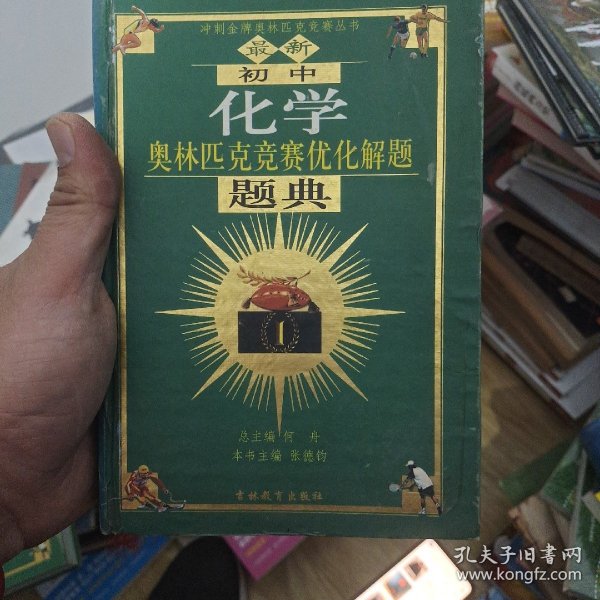 冲刺金牌奥林匹克竞赛丛书
最新
初中
化学
奥林匹克竞赛优化解题
题典
1
总主编 何 舟
本书主编 张德钧
吉林教育出版社
孔夫子旧书网
www.kongfz.com